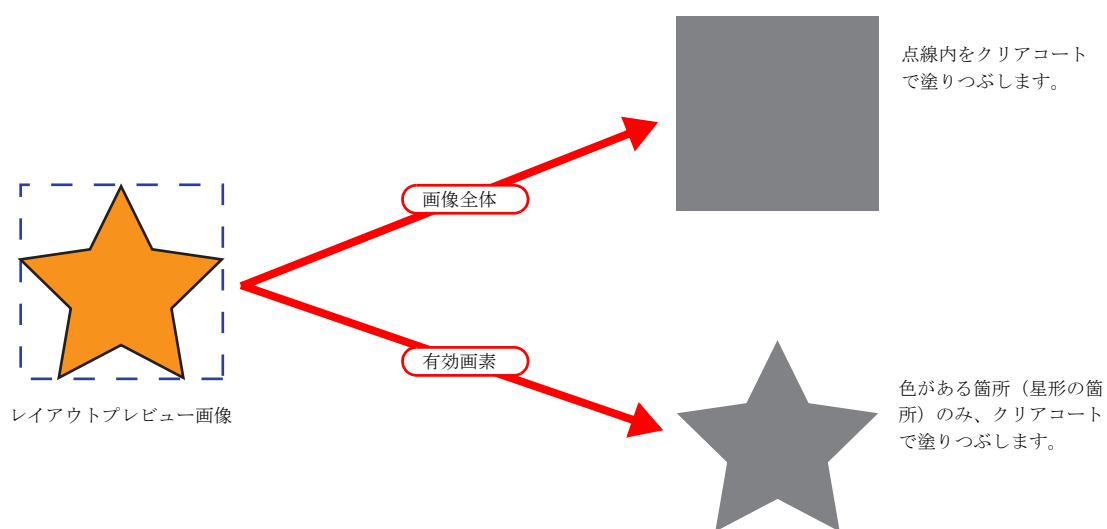 点線内をクリアコート
で塗りつぶします。
画像全体
有効画素
レイアウトプレビュー画像
色がある箇所（星形の箇
所）のみ、クリアコート
で塗りつぶします。